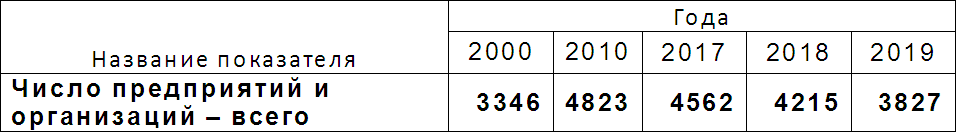 Года
Название показателя 2000 2010 2017 2018 2019
Число предприятий и
организаций – всего 3346 4823 4562 4215 3827